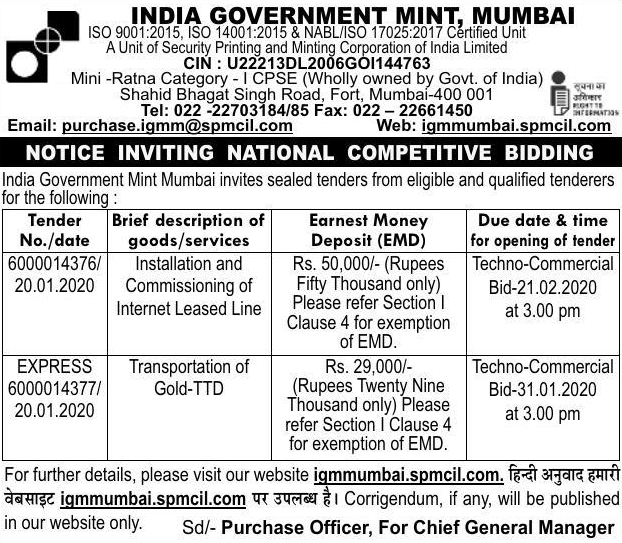 INDIA GOVERNMENT MINT, MUMBAI
ISO 9001:2015, ISO 14001:2015 & NABL/ISO 17025:2017 Certified Unit
A Unit of Security Printing and Minting Corporation of India Limited
CIN : U22213DL2006GOI144763
Mini -Ratna Category - I CPSE (Wholly owned by Govt. of India)
Shahid Bhagat Singh Road, Fort, Mumbai-400 001
Tel: 022 -22703184/85 Fax: 022 – 22661450
Email: purchase.igmm@spmcil.com Web: igmmumbai.spmcil.com
सूचना का
अधिकार
RIGHT TO
INFORMATION
NOTICE INVITING NATIONAL COMPETITIVE BIDDING
India Government Mint Mumbai invites sealed tenders from eligible and qualified tenderers
for the following :
Tender No./date
Brief description of goods/services
Earnest Money Deposit (EMD)
Due date & time for opening of tender
6000014376/
20.01.2020
Installation and
Commissioning of
Internet Leased Line
Rs. 50,000/- (Rupees
Fifty Thousand only)
Please refer Section I
Clause 4 for exemption
of EMD.
Techno-Commercial
Bid-21.02.2020
at 3.00 pm
EXPRESS
6000014377/
20.01.2020
Transportation of
Gold-TTD
Rs. 29,000/-
(Rupees Twenty Nine
Thousand only) Please
refer Section I Clause 4
for exemption of EMD.
Techno-Commercial
Bid-31.01.2020
at 3.00 pm
For further details, please visit our website igmmumbai.spmcil.com. हिन्दी अनुवाद हमारी
वेबसाइट igmmumbai.spmcil.com पर उपलब्ध है। Corrigendum, if any, will be published
in our website only. Sd/- Purchase Officer, For Chief General Manager